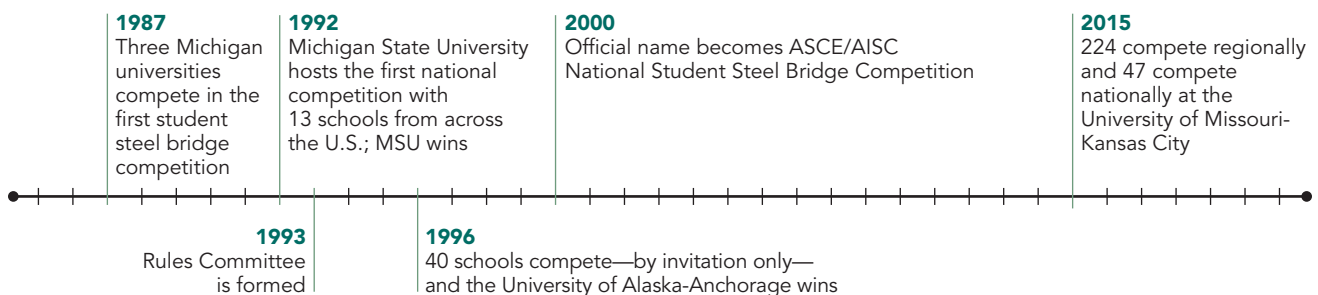 1987
Three Michigan
universities
compete in the
first student
steel bridge
competition
1992
Michigan State University
hosts the first national
competition with
13 schools from across
the U.S.; MSU wins
2000
Official name becomes ASCE/AISC
National Student Steel Bridge Competition
2015
224 compete regionally
and 47 compete
nationally at the
University of Missouri-
Kansas City
1993
Rules Committee
is formed
1996
40 schools compete—by invitation only—
and the University of Alaska-Anchorage wins